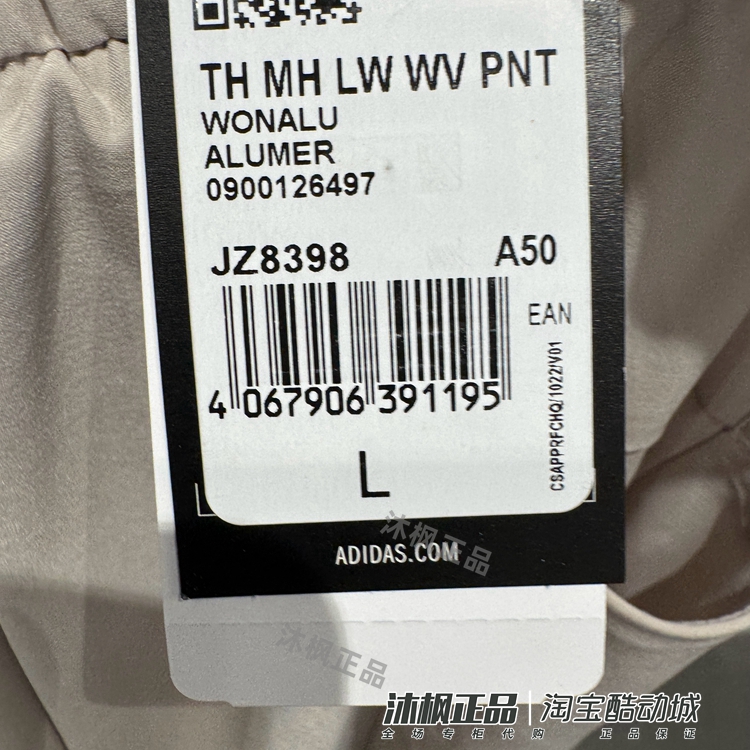 TH MH LW WV PNT
WONALU
ALUMER
0900126497
JZ8398 A50
EAN
4 067906 391195
CSAPPRFCHQ/1022/V01
L
ADIDAS.COM
沐枫正品
沐枫正品
沐枫正品 | 淘宝酷动城
全场专柜代购 正品保证